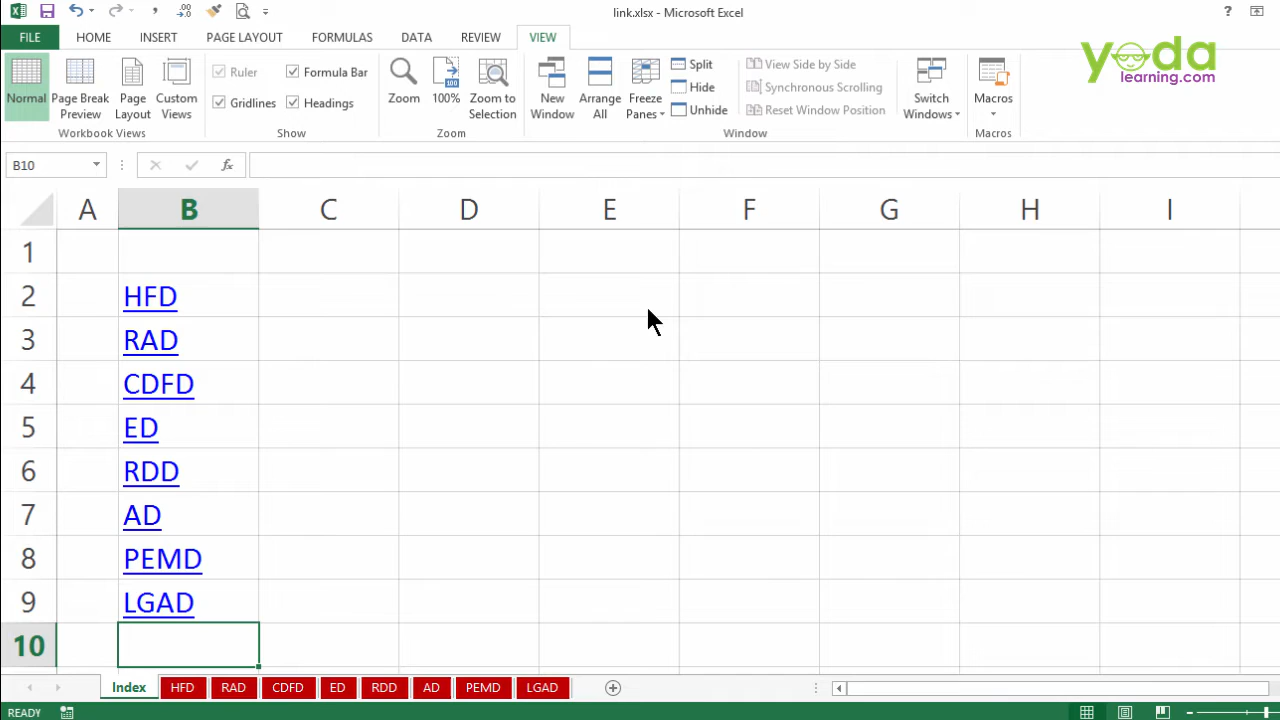 link.xlsx - Microsoft Excel
?
FILE HOME INSERT PAGE LAYOUT FORMULAS DATA REVIEW VIEW
yoda
learning.com
Normal
Page Break
Preview
Page
Layout
Custom
Views
Workbook Views
Ruler
Formula Bar
Gridlines
Headings
Show
Zoom
100%
Zoom to
Selection
Zoom
New
Window
Arrange
All
Freeze
Panes
Split
Hide
Unhide
View Side by Side
Synchronous Scrolling
Reset Window Position
Window
Switch
Windows
Macros
Macros
B10
fx
A B C D E F G H I
1
2 HFD
3 RAD
4 CDFD
5 ED
6 RDD
7 AD
8 PEMD
9 LGAD
10
Index HFD RAD CDFD ED RDD AD PEMD LGAD
READY